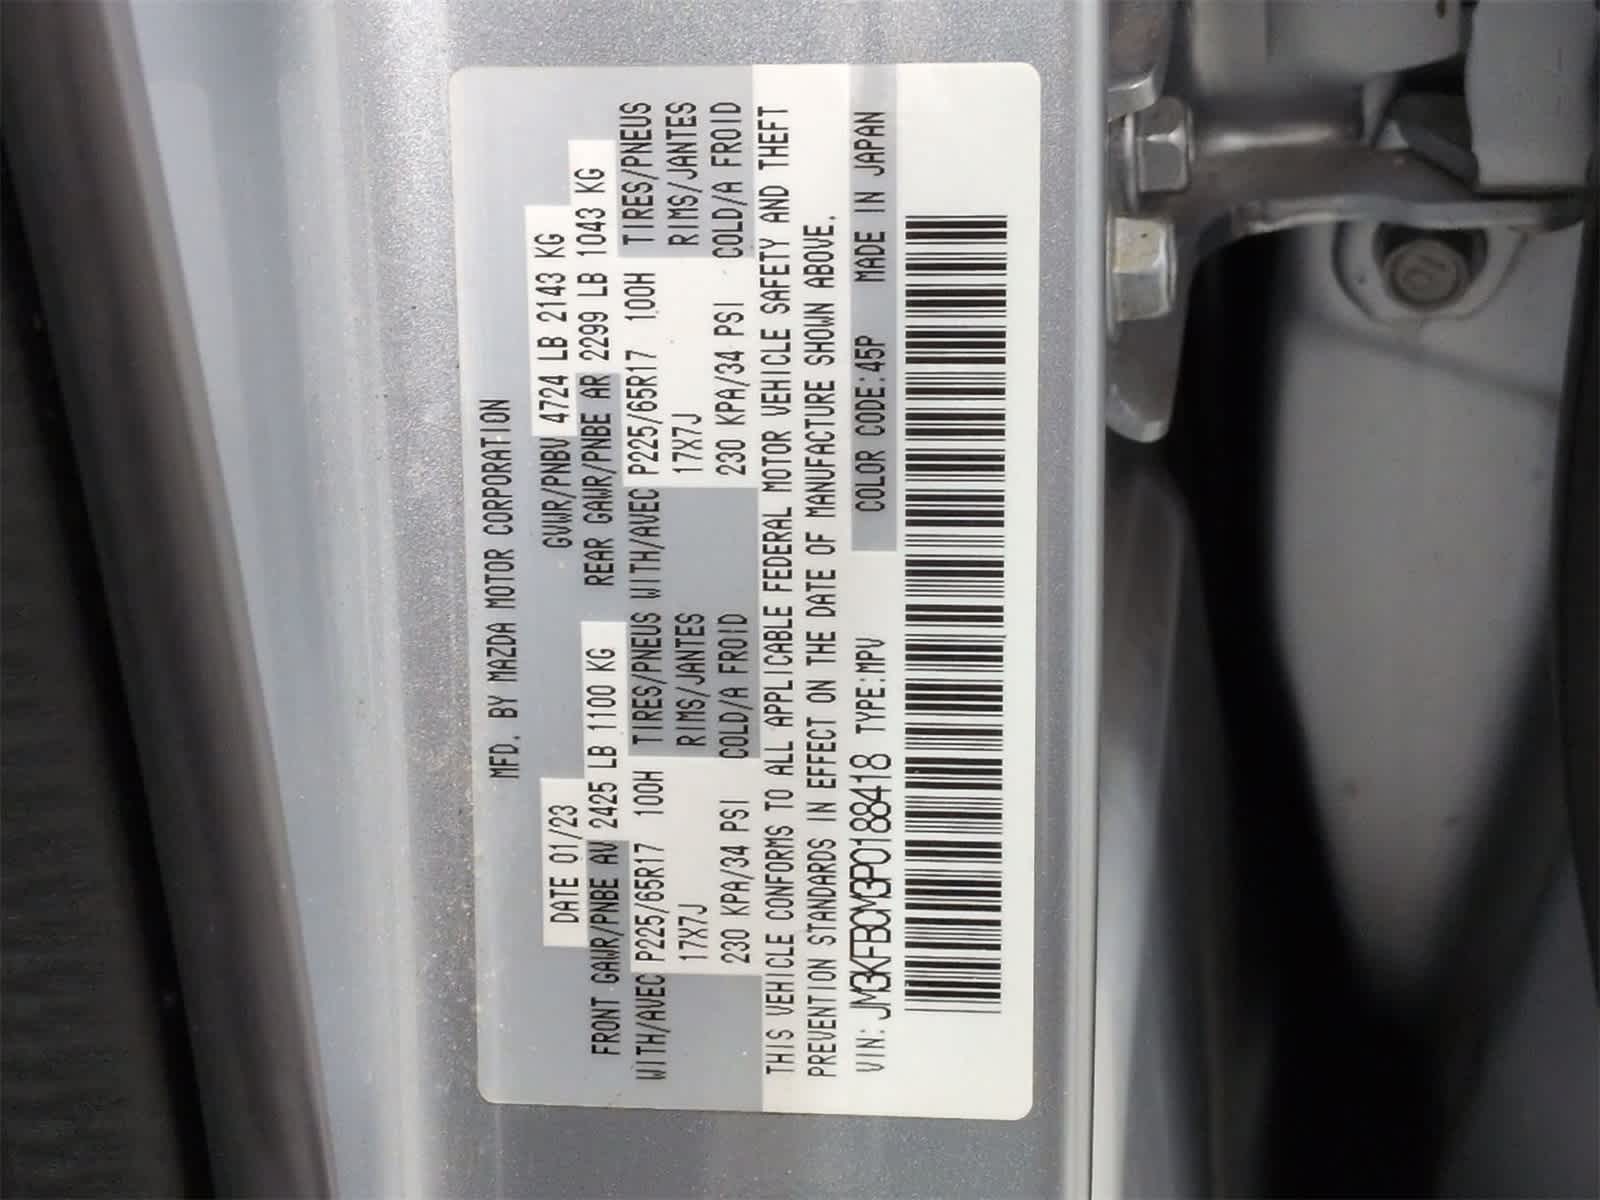 MFD. BY MAZDA MOTOR CORPORATION
DATE 01/23 GVWR/PNBV 4724 LB 2143 KG
FRONT GAWR/PNBE AV 2425 LB 1100 KG REAR GAWR/PNBE AR 2299 LB 1043 KG
WITH/AVEC P225/65R17 100H TIRES/PNEUS WITH/AVEC P225/65R17 100H TIRES/PNEUS
17X7J RIMS/JANTES 17X7J RIMS/JANTES
230 KPA/34 PSI COLD/A FROID 230 KPA/34 PSI COLD/A FROID
THIS VEHICLE CONFORMS TO ALL APPLICABLE FEDERAL MOTOR VEHICLE SAFETY AND THEFT
PREVENTION STANDARDS IN EFFECT ON THE DATE OF MANUFACTURE SHOWN ABOVE.
VIN: JM3KFBCM3P0188418 TYPE:MPV COLOR CODE:45P MADE IN JAPAN